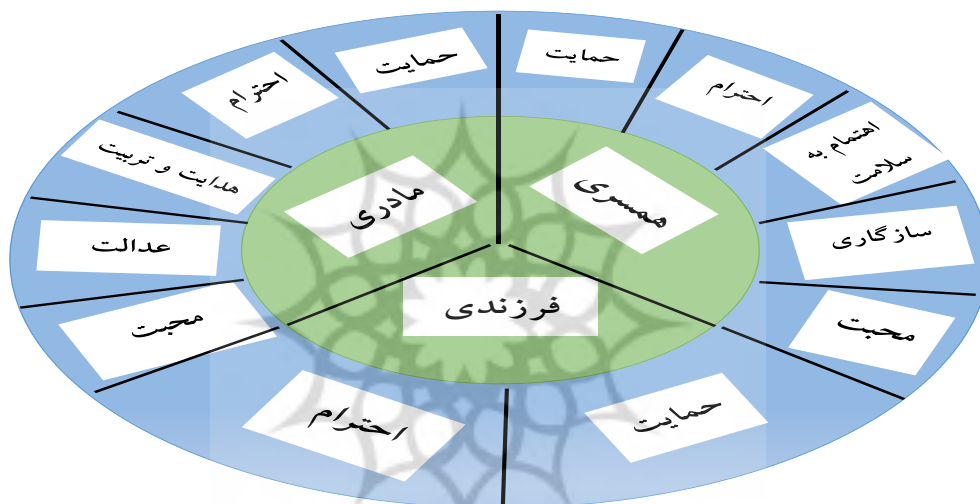 همسری
مادری
فرزندی
حمایت
احترام
اهتمام به
سلامت
سازگاری
محبت
حمایت
احترام
محبت
عدالت
هدایت و تربیت
احترام
حمایت